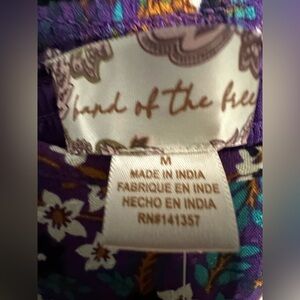 band of the free
M
MADE IN INDIA
FABRIQUE EN INDE
HECHO EN INDIA
RN#141357